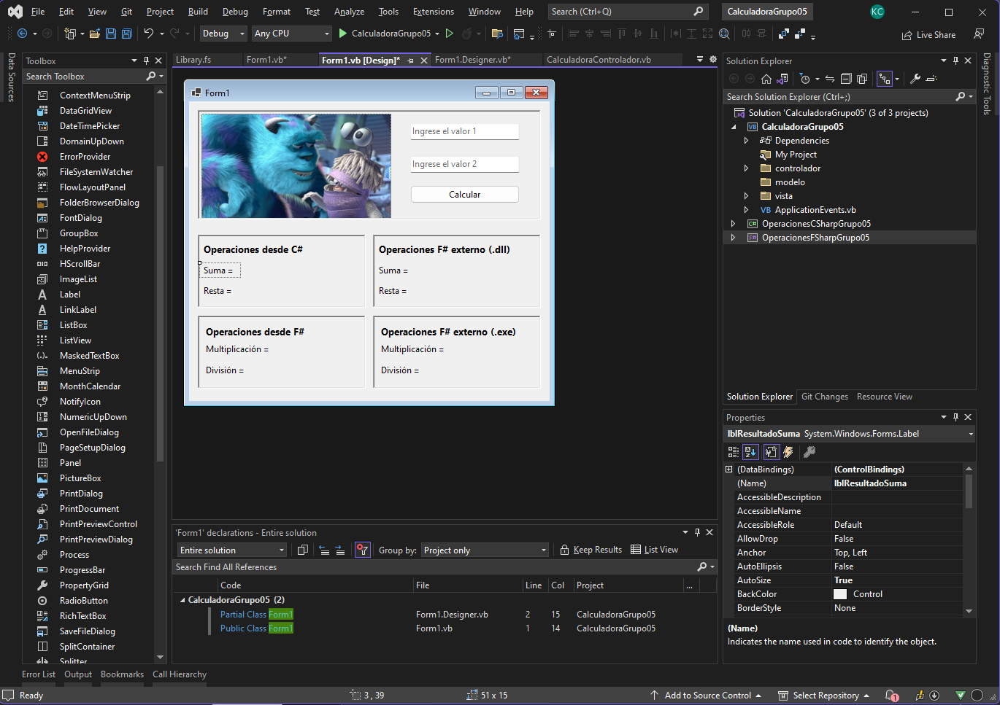 File Edit View Git Project Build Debug Format Test Analyze Tools Extensions Window Help Search (Ctrl+Q) CalculadoraGrupo05 KC
Debug Any CPU CalculadoraGrupo05 Live Share
Data Sources
Toolbox
Search Toolbox
ContextMenuStrip
DataGridView
DateTimePicker
DomainUpDown
ErrorProvider
FileSystemWatcher
FlowLayoutPanel
FolderBrowserDialog
FontDialog
GroupBox
HelpProvider
HScrollBar
ImageList
Label
LinkLabel
ListBox
ListView
MaskedTextBox
MenuStrip
MonthCalendar
NotifyIcon
NumericUpDown
OpenFileDialog
PageSetupDialog
Panel
PictureBox
PrintDialog
PrintDocument
PrintPreviewControl
PrintPreviewDialog
Process
ProgressBar
PropertyGrid
RadioButton
RichTextBox
SaveFileDialog
SplitContainer
Splitter
Library.fs Form1.vb* Form1.vb [Design]* Form1.Designer.vb* CalculadoraControlador.vb
Form1
Ingrese el valor 1
Ingrese el valor 2
Calcular
Operaciones desde C#
Suma =
Resta =
Operaciones F# externo (.dll)
Suma =
Resta =
Operaciones desde F#
Multiplicación =
División =
Operaciones F# externo (.exe)
Multiplicación =
División =
'Form1' declarations - Entire solution
Entire solution Group by: Project only Keep Results List View
Search Find All References
Code File Line Col Project ...
CalculadoraGrupo05 (2)
Partial Class Form1 Form1.Designer.vb 2 15 CalculadoraGrupo05
Public Class Form1 Form1.vb 1 14 CalculadoraGrupo05
Solution Explorer
Search Solution Explorer (Ctrl+;)
Solution 'CalculadoraGrupo05' (3 of 3 projects)
VB CalculadoraGrupo05
Dependencies
My Project
controlador
modelo
vista
VB ApplicationEvents.vb
C# OperacionesCSharpGrupo05
F# OperacionesFSharpGrupo05
Solution Explorer Git Changes Resource View
Diagnostic Tools
Properties
lblResultadoSuma System.Windows.Forms.Label
(DataBindings) (ControlBindings)
(Name) lblResultadoSuma
AccessibleDescription
AccessibleName
AccessibleRole Default
AllowDrop False
Anchor Top, Left
AutoEllipsis False
AutoSize True
BackColor Control
BorderStyle None
(Name)
Indicates the name used in code to identify the object.
Error List Output Bookmarks Call Hierarchy
Ready 3 , 39 51 x 15 Add to Source Control Select Repository 1